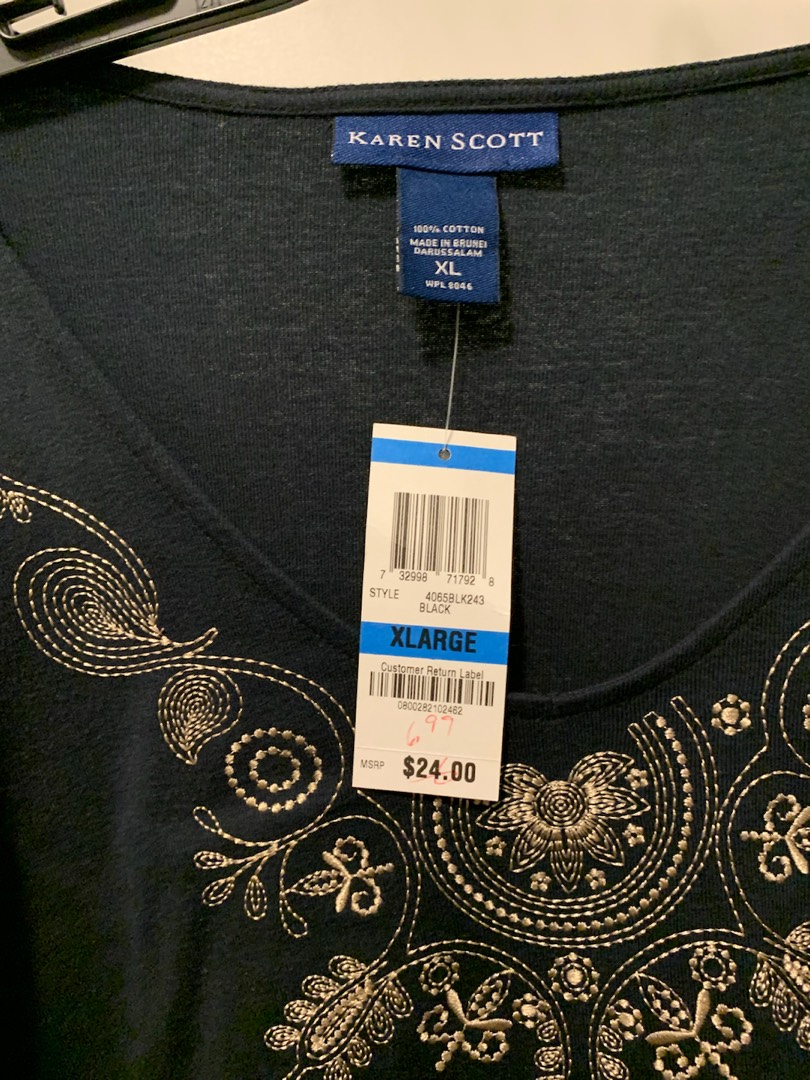 KAREN SCOTT
100% COTTON
MADE IN BRUNEI
DARUSSALAM
XL
WPL 8046
7 32998 71792 8
STYLE 4065BLK243
BLACK
XLARGE
Customer Return Label
0800282102462
6.99
MSRP $24.00